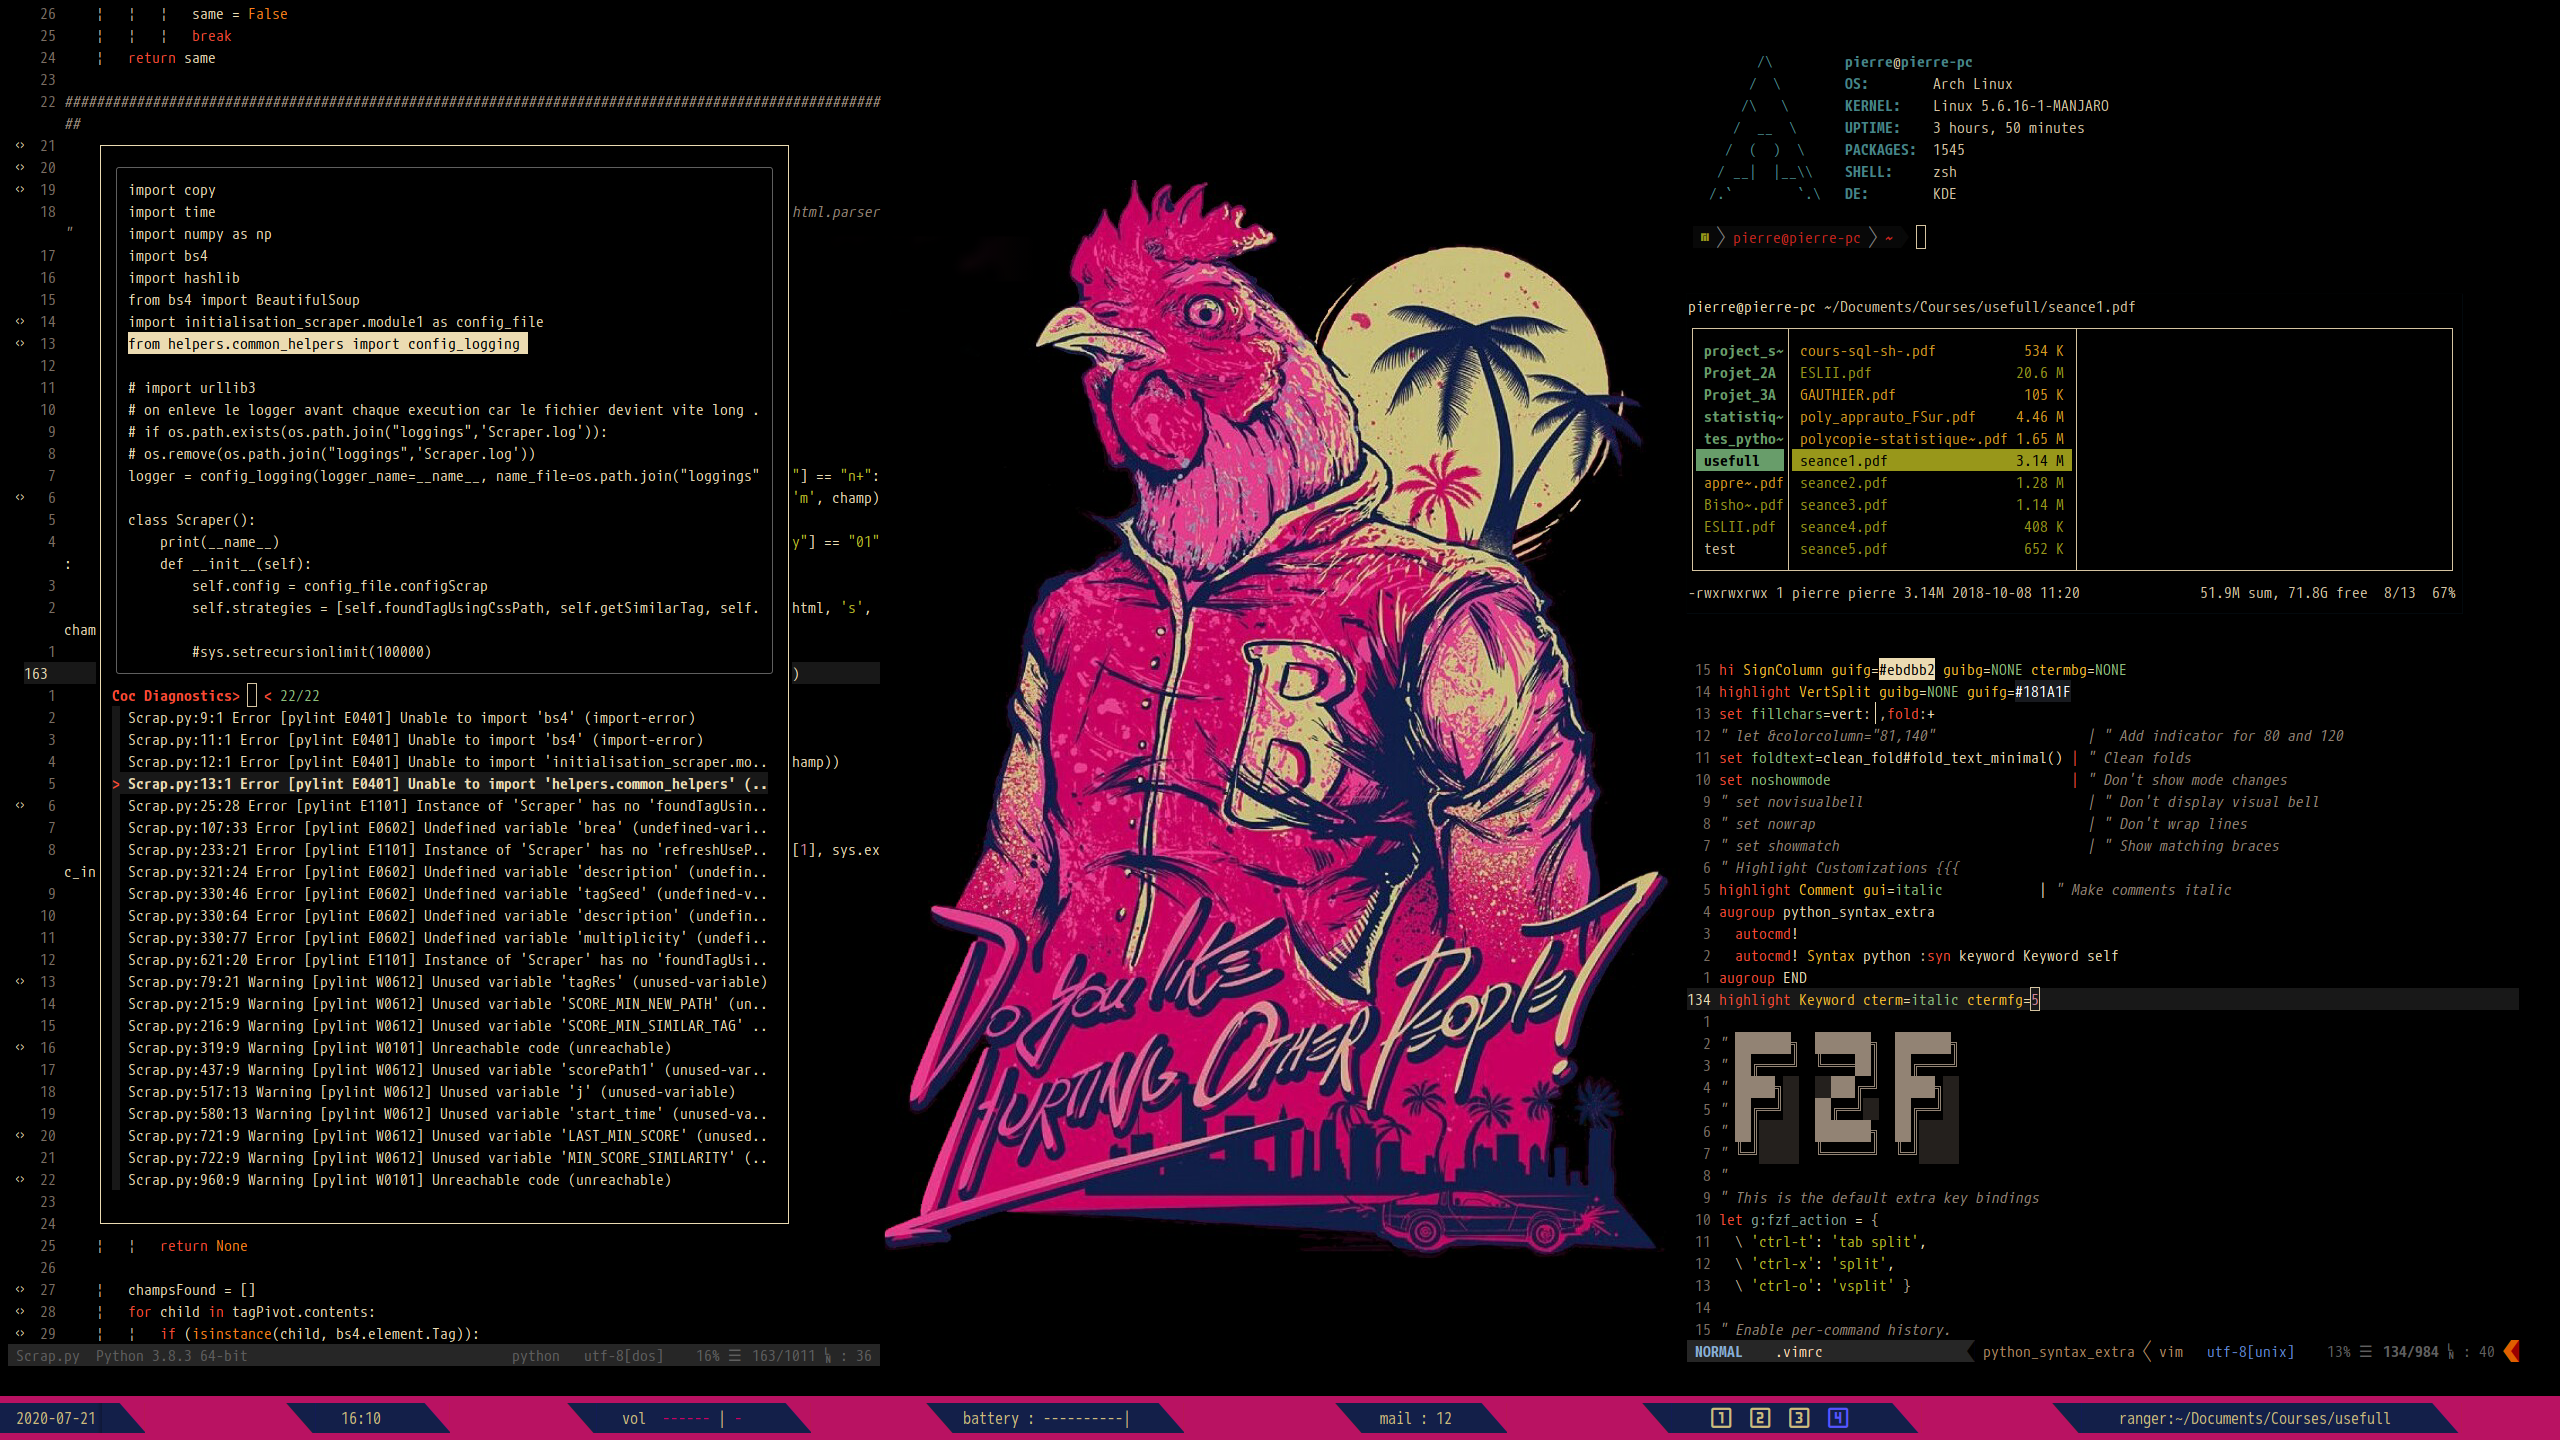 26 same = False
25 break
24 return same
23
22 ######################################################################################################
##
21
20
19
18 html.parser
"
17
16
15
14
13
12
11
10
9
8
7 "] == "n+":
6 'm', champ)
5
4 y"] == "01"
:
3
2 html, 's',
cham
1
163 )
1
2
3
4 hamp))
5
6
7
8 [1], sys.ex
c_in
9
10
11
12
13
14
15
16
17
18
19
20
21
22
23
24
25 return None
26
27 champsFound = []
28 for child in tagPivot.contents:
29 if (isinstance(child, bs4.element.Tag)):
Scrap.py Python 3.8.3 64-bit python utf-8[dos] 16% ☰ 163/1011 : 36
import copy
import time
import numpy as np
import bs4
import hashlib
from bs4 import BeautifulSoup
import initialisation_scraper.module1 as config_file
from helpers.common_helpers import config_logging
# import urllib3
# on enleve le logger avant chaque execution car le fichier devient vite long .
# if os.path.exists(os.path.join("loggings",'Scraper.log')):
# os.remove(os.path.join("loggings",'Scraper.log'))
logger = config_logging(logger_name=__name__, name_file=os.path.join("loggings"
class Scraper():
print(__name__)
def __init__(self):
self.config = config_file.configScrap
self.strategies = [self.foundTagUsingCssPath, self.getSimilarTag, self.
#sys.setrecursionlimit(100000)
Coc Diagnostics> < 22/22
Scrap.py:9:1 Error [pylint E0401] Unable to import 'bs4' (import-error)
Scrap.py:11:1 Error [pylint E0401] Unable to import 'bs4' (import-error)
Scrap.py:12:1 Error [pylint E0401] Unable to import 'initialisation_scraper.mo..
> Scrap.py:13:1 Error [pylint E0401] Unable to import 'helpers.common_helpers' (..
Scrap.py:25:28 Error [pylint E1101] Instance of 'Scraper' has no 'foundTagUsin..
Scrap.py:107:33 Error [pylint E0602] Undefined variable 'brea' (undefined-vari..
Scrap.py:233:21 Error [pylint E1101] Instance of 'Scraper' has no 'refreshUseP..
Scrap.py:321:24 Error [pylint E0602] Undefined variable 'description' (undefin..
Scrap.py:330:46 Error [pylint E0602] Undefined variable 'tagSeed' (undefined-v..
Scrap.py:330:64 Error [pylint E0602] Undefined variable 'description' (undefin..
Scrap.py:330:77 Error [pylint E0602] Undefined variable 'multiplicity' (undefi..
Scrap.py:621:20 Error [pylint E1101] Instance of 'Scraper' has no 'foundTagUsi..
Scrap.py:79:21 Warning [pylint W0612] Unused variable 'tagRes' (unused-variable)
Scrap.py:215:9 Warning [pylint W0612] Unused variable 'SCORE_MIN_NEW_PATH' (un..
Scrap.py:216:9 Warning [pylint W0612] Unused variable 'SCORE_MIN_SIMILAR_TAG' ..
Scrap.py:319:9 Warning [pylint W0101] Unreachable code (unreachable)
Scrap.py:437:9 Warning [pylint W0612] Unused variable 'scorePath1' (unused-var..
Scrap.py:517:13 Warning [pylint W0612] Unused variable 'j' (unused-variable)
Scrap.py:580:13 Warning [pylint W0612] Unused variable 'start_time' (unused-va..
Scrap.py:721:9 Warning [pylint W0612] Unused variable 'LAST_MIN_SCORE' (unused..
Scrap.py:722:9 Warning [pylint W0612] Unused variable 'MIN_SCORE_SIMILARITY' (..
Scrap.py:960:9 Warning [pylint W0101] Unreachable code (unreachable)
B
Do you like
Hurting Other People?
pierre@pierre-pc
OS: Arch Linux
KERNEL: Linux 5.6.16-1-MANJARO
UPTIME: 3 hours, 50 minutes
PACKAGES: 1545
SHELL: zsh
DE: KDE
pierre@pierre-pc ~
pierre@pierre-pc ~/Documents/Courses/usefull/seance1.pdf
project_s~ cours-sql-sh-.pdf 534 K
Projet_2A ESLII.pdf 20.6 M
Projet_3A GAUTHIER.pdf 105 K
statistiq~ poly_apprauto_FSur.pdf 4.46 M
tes_pytho~ polycopie-statistique~.pdf 1.65 M
usefull seance1.pdf 3.14 M
appre~.pdf seance2.pdf 1.28 M
Bisho~.pdf seance3.pdf 1.14 M
ESLII.pdf seance4.pdf 408 K
test seance5.pdf 652 K
-rwxrwxrwx 1 pierre pierre 3.14M 2018-10-08 11:20 51.9M sum, 71.8G free 8/13 67%
15 hi SignColumn guifg=#ebdbb2 guibg=NONE ctermbg=NONE
14 highlight VertSplit guibg=NONE guifg=#181A1F
13 set fillchars=vert:│,fold:+
12 " let &colorcolumn="81,140" | " Add indicator for 80 and 120
11 set foldtext=clean_fold#fold_text_minimal() | " Clean folds
10 set noshowmode | " Don't show mode changes
9 " set novisualbell | " Don't display visual bell
8 " set nowrap | " Don't wrap lines
7 " set showmatch | " Show matching braces
6 " Highlight Customizations {{{
5 highlight Comment gui=italic | " Make comments italic
4 augroup python_syntax_extra
3 autocmd!
2 autocmd! Syntax python :syn keyword Keyword self
1 augroup END
134 highlight Keyword cterm=italic ctermfg=5
1
2 "
3 "
4 "
5 "
6 "
7 "
FZF
8 "
9 " This is the default extra key bindings
10 let g:fzf_action = {
11 \ 'ctrl-t': 'tab split',
12 \ 'ctrl-x': 'split',
13 \ 'ctrl-o': 'vsplit' }
14
15 " Enable per-command history.
NORMAL .vimrc python_syntax_extra vim utf-8[unix] 13% ☰ 134/984 : 40
2020-07-21 16:10 vol ------ | - battery : ----------| mail : 12 1 2 3 4 ranger:~/Documents/Courses/usefull